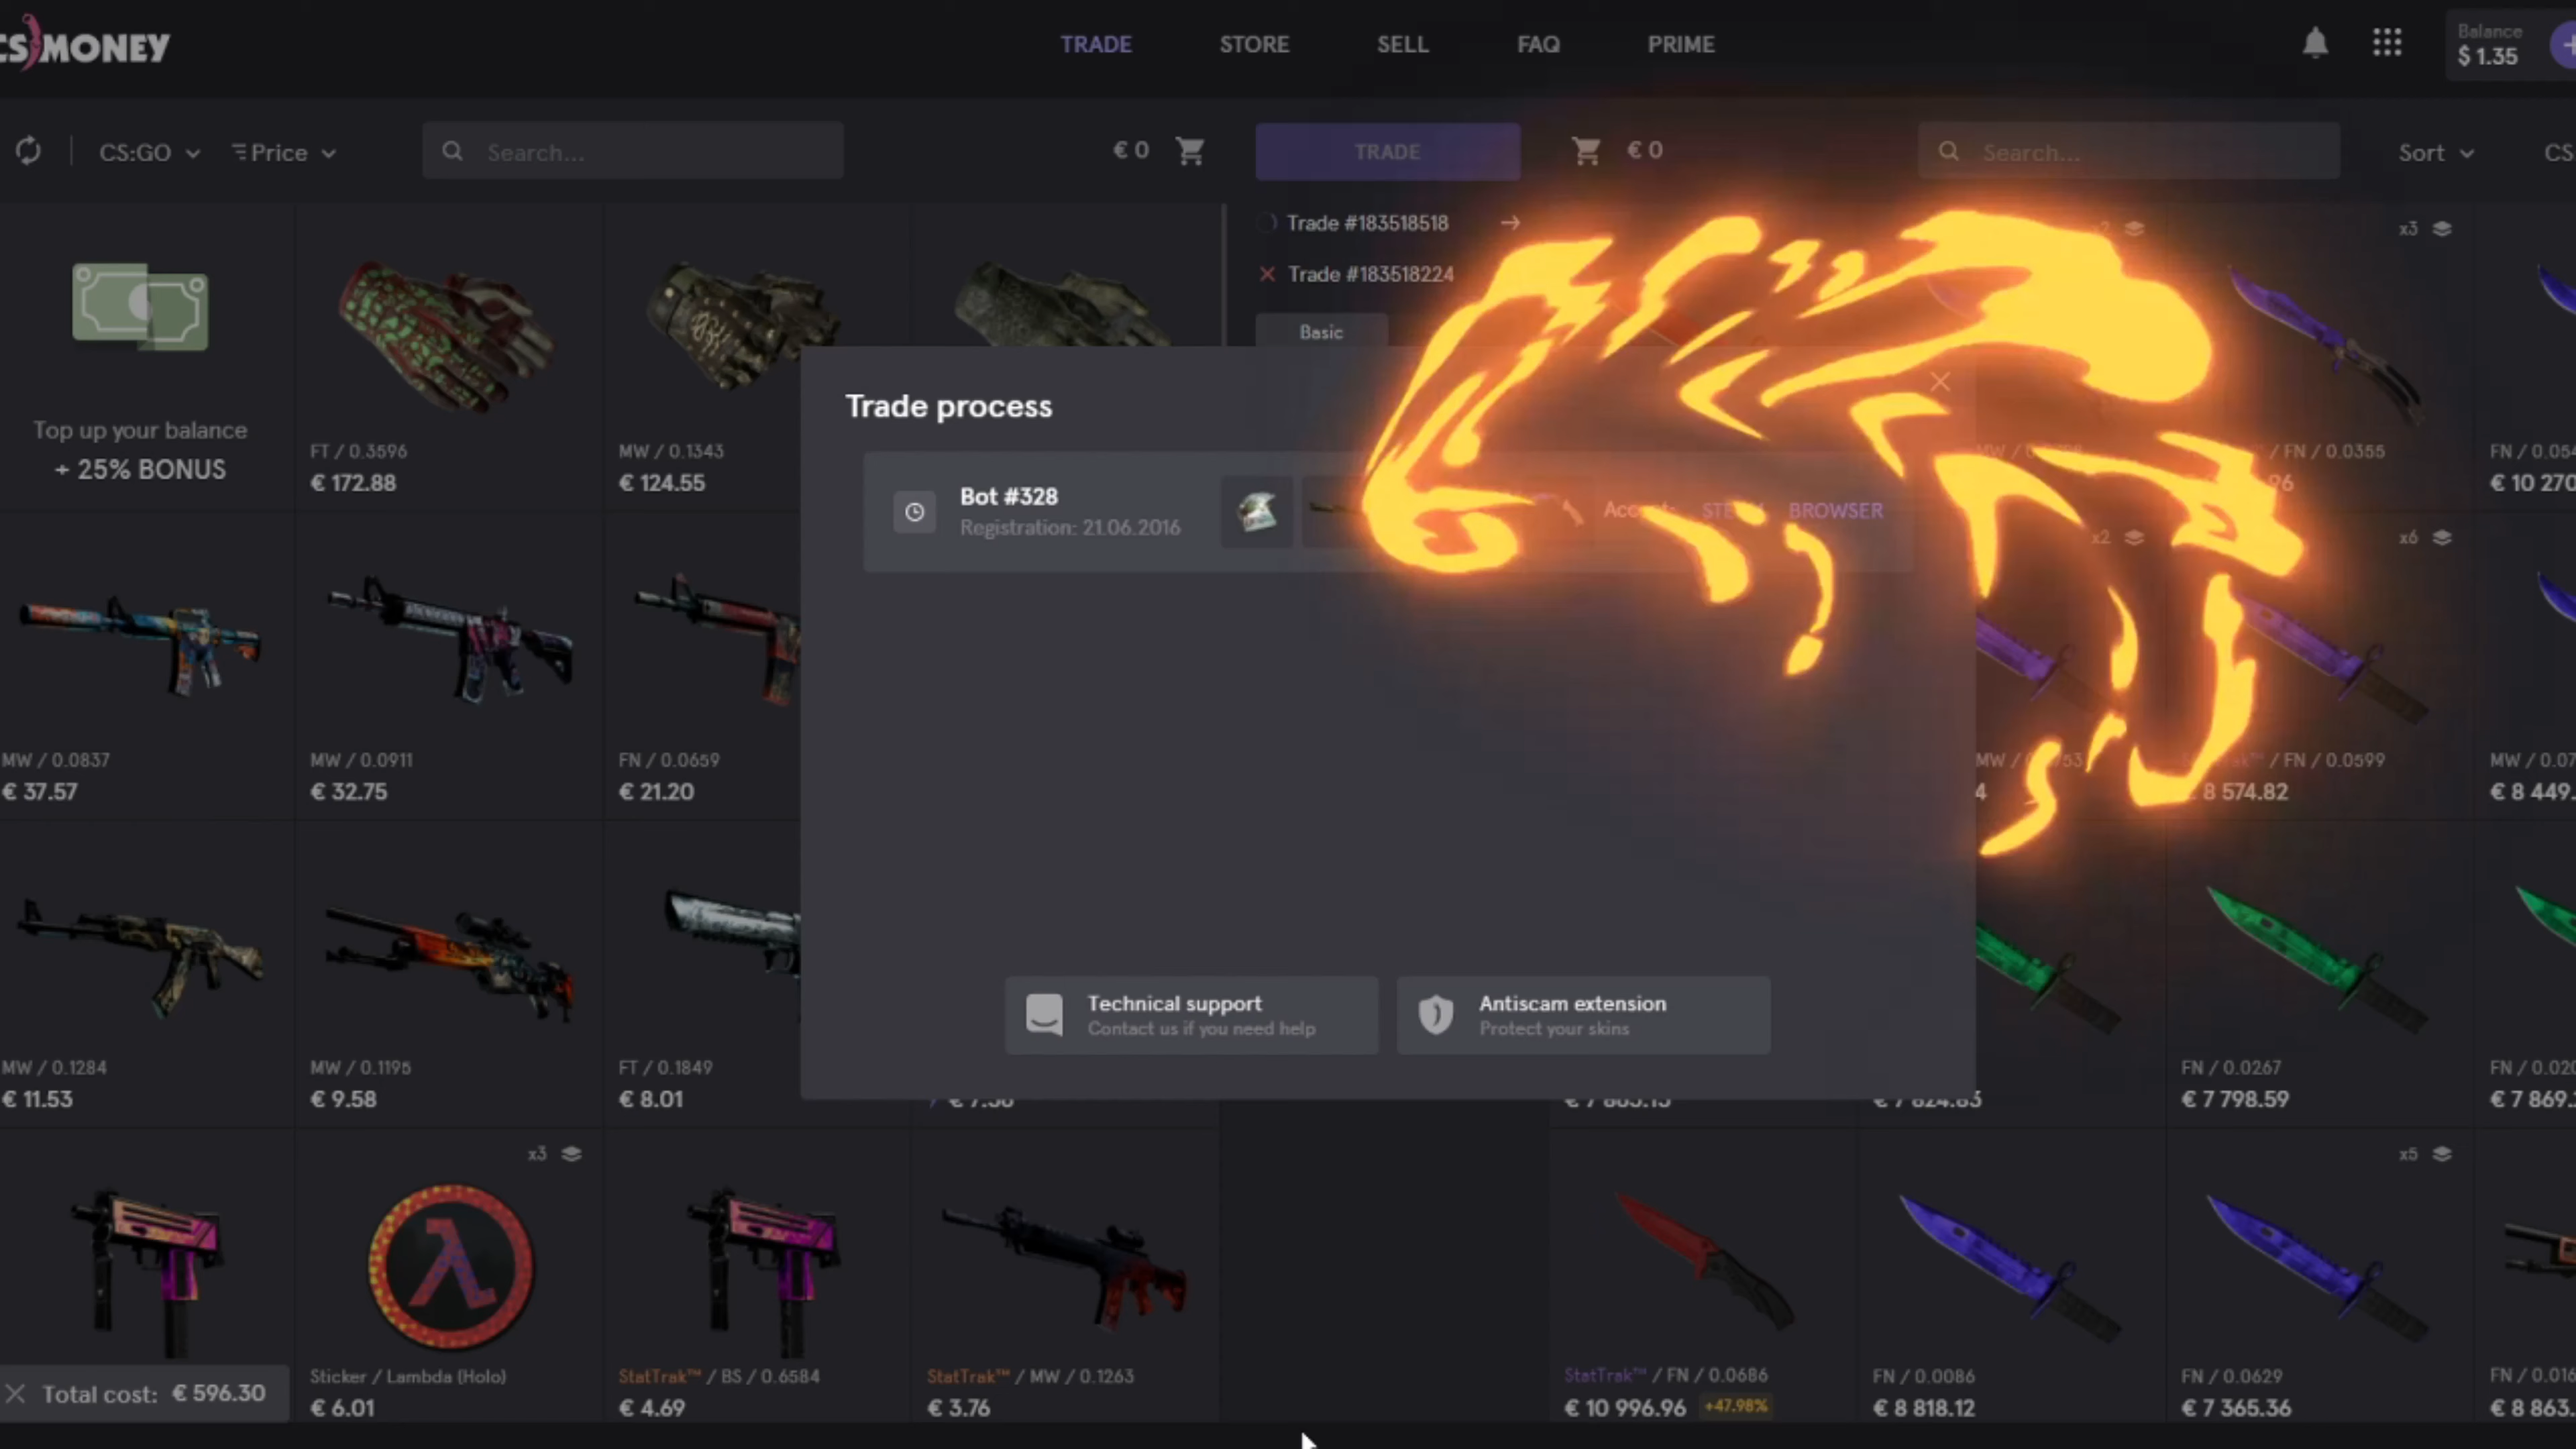 CS MONEY
TRADE
STORE
SELL
FAQ
PRIME
Balance
$ 1.35
CS:GO
Price
Search...
€ 0
TRADE
€ 0
Search...
Sort
CS
Trade #183518518
Trade #183518224
Basic
x3
Top up your balance
+ 25% BONUS
FT / 0.3596
€ 172.88
MW / 0.1343
€ 124.55
Trade process
Bot #328
Registration: 21.06.2016
BROWSER
/ FN / 0.0355
FN / 0.054
€ 10 270
x2
x6
MW / 0.0837
€ 37.57
MW / 0.0911
€ 32.75
FN / 0.0659
€ 21.20
/ FN / 0.0599
8 574.82
MW / 0.07
€ 8 449.
MW / 0.1284
€ 11.53
MW / 0.1195
€ 9.58
FT / 0.1849
€ 8.01
Technical support
Contact us if you need help
Antiscam extension
Protect your skins
FN / 0.0267
€ 7 798.59
FN / 0.020
€ 7 869.
x3
x5
Total cost: € 596.30
Sticker / Lambda (Holo)
€ 6.01
StatTrak™ / BS / 0.6584
€ 4.69
StatTrak™ / MW / 0.1263
€ 3.76
StatTrak™ / FN / 0.0686
€ 10 996.96 +47.98%
FN / 0.0086
€ 8 818.12
FN / 0.0629
€ 7 365.36
FN / 0.016
€ 8 863.